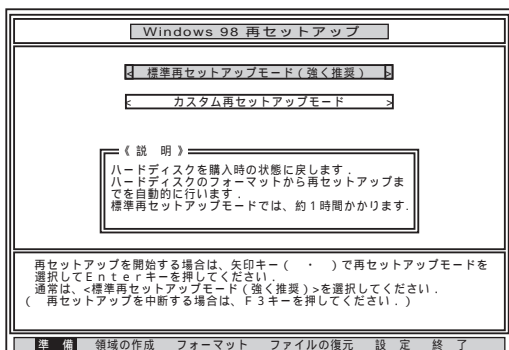 Windows 98 再セットアップ
< 標準再セットアップモード(強く推奨) >
< カスタム再セットアップモード >
《説 明》
ハードディスクを購入時の状態に戻します.
ハードディスクのフォーマットから再セットアップま
でを自動的に行います.
標準再セットアップモードでは、約1時間かかります.
再セットアップを開始する場合は、矢印キー( ・ )で再セットアップモードを
選択してEnterキーを押してください.
通常は、<標準再セットアップモード(強く推奨)>を選択してください.
( 再セットアップを中断する場合は、F3キーを押してください.)
準 備 領域の作成 フォーマット ファイルの復元 設 定 終 了